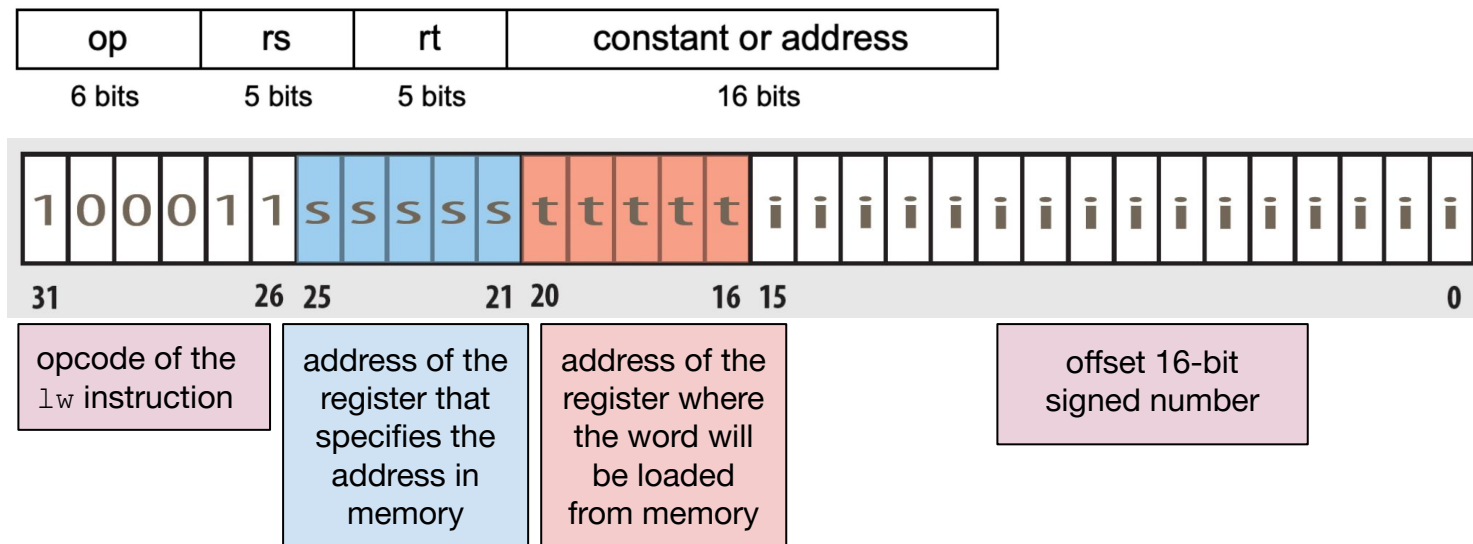 op rs rt constant or address
6 bits 5 bits 5 bits 16 bits
1 0 0 0 1 1 s s s s s t t t t t i i i i i i i i i i i i i i i i
31 26 25 21 20 16 15 0
opcode of the
lw instruction
address of the
register that
specifies the
address in
memory
address of the
register where
the word will
be loaded
from memory
offset 16-bit
signed number